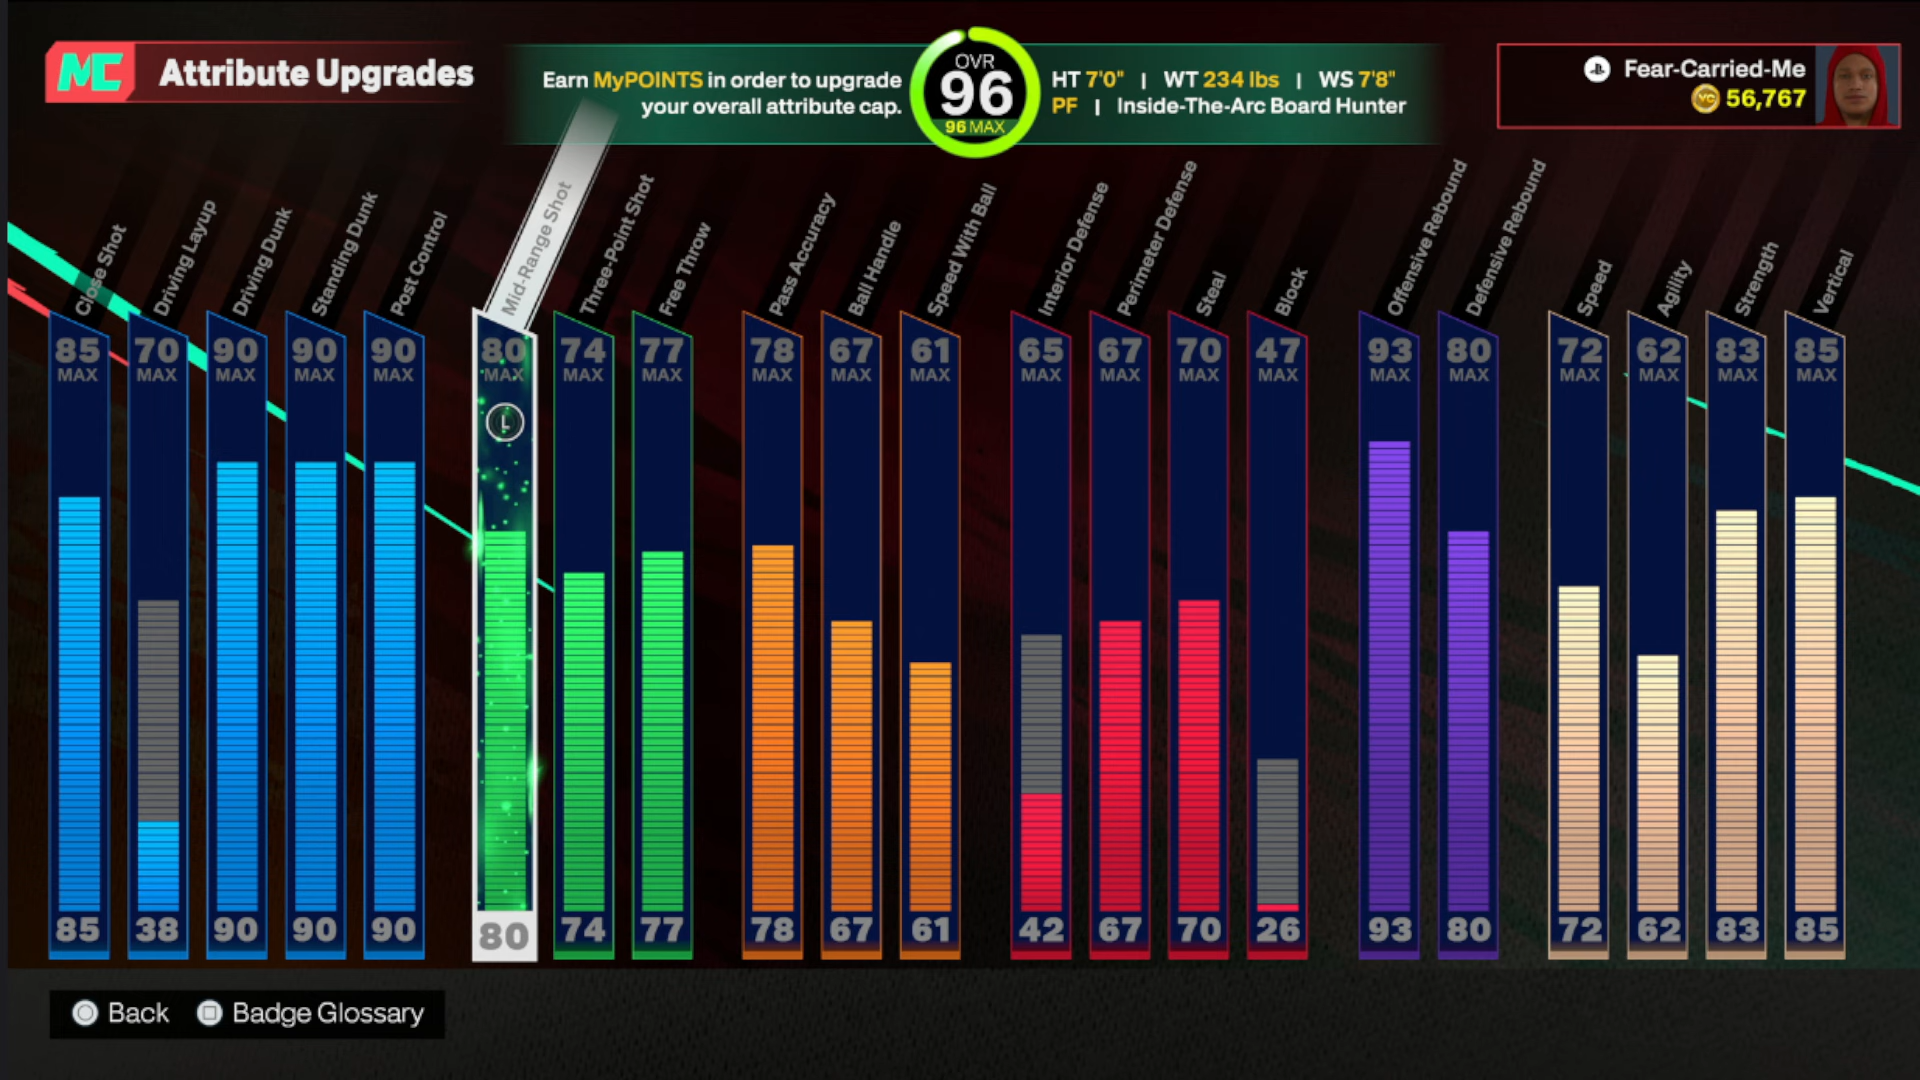 MC Attribute Upgrades
Earn MyPOINTS in order to upgrade
your overall attribute cap.
OVR
96
96 MAX
HT 7'0" | WT 234 lbs | WS 7'8"
PF | Inside-The-Arc Board Hunter
Fear-Carried-Me
VC 56,767
Close Shot
Driving Layup
Driving Dunk
Standing Dunk
Post Control
Mid-Range Shot
Three-Point Shot
Free Throw
Pass Accuracy
Ball Handle
Speed With Ball
Interior Defense
Perimeter Defense
Steal
Block
Offensive Rebound
Defensive Rebound
Speed
Agility
Strength
Vertical
85 70 90 90 90 80 74 77 78 67 61 65 67 70 47 93 80 72 62 83 85
MAX MAX MAX MAX MAX MAX MAX MAX MAX MAX MAX MAX MAX MAX MAX MAX MAX MAX MAX MAX MAX
L
85 38 90 90 90 80 74 77 78 67 61 42 67 70 26 93 80 72 62 83 85
Back Badge Glossary